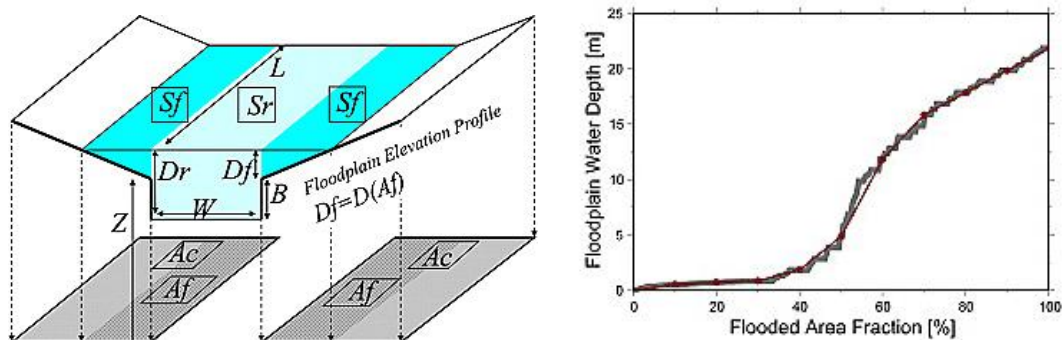 L
Sf
Sr
Sf
Dr
Df
Floodplain Elevation Profile
Df=D(Af)
B
W
Z
Ac
Af
Ac
Af
25
20
15
10
5
0
Floodplain Water Depth [m]
0 20 40 60 80 100
Flooded Area Fraction [%]